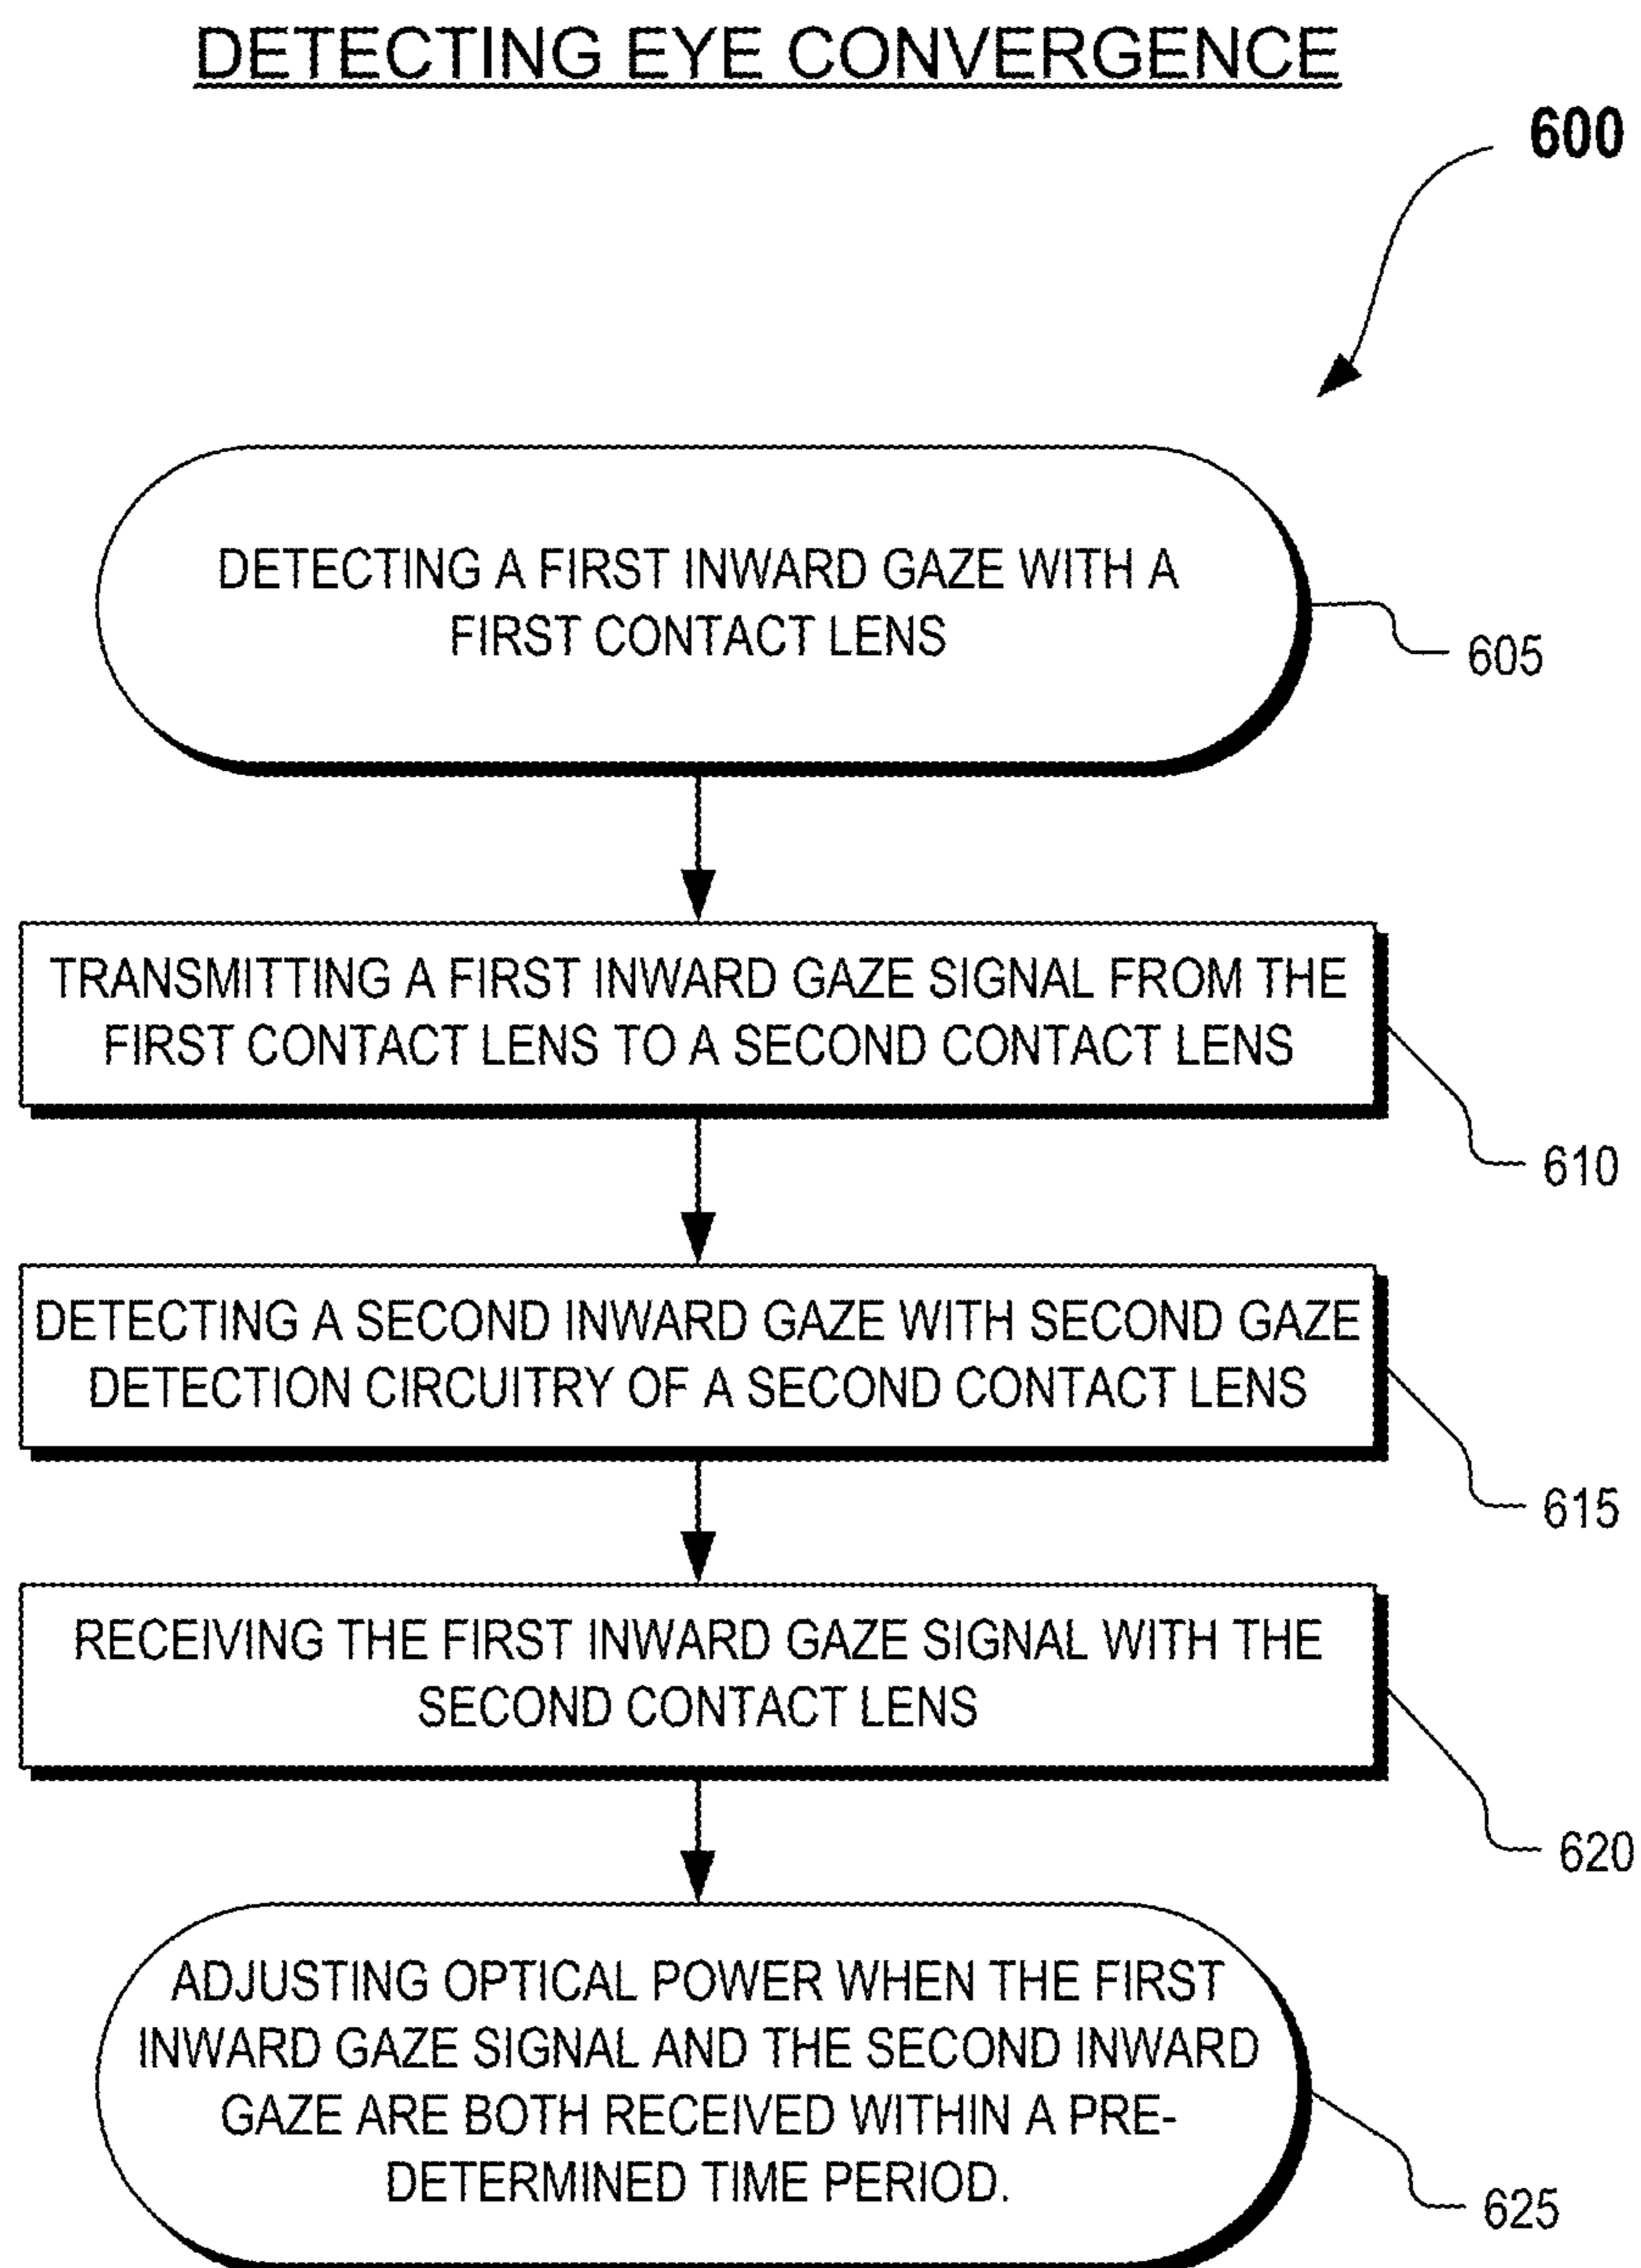 DETECTING EYE CONVERGENCE
600
DETECTING A FIRST INWARD GAZE WITH A
FIRST CONTACT LENS
605
TRANSMITTING A FIRST INWARD GAZE SIGNAL FROM THE
FIRST CONTACT LENS TO A SECOND CONTACT LENS
610
DETECTING A SECOND INWARD GAZE WITH SECOND GAZE
DETECTION CIRCUITRY OF A SECOND CONTACT LENS
615
RECEIVING THE FIRST INWARD GAZE SIGNAL WITH THE
SECOND CONTACT LENS
620
ADJUSTING OPTICAL POWER WHEN THE FIRST
INWARD GAZE SIGNAL AND THE SECOND INWARD
GAZE ARE BOTH RECEIVED WITHIN A PRE-
DETERMINED TIME PERIOD.
625